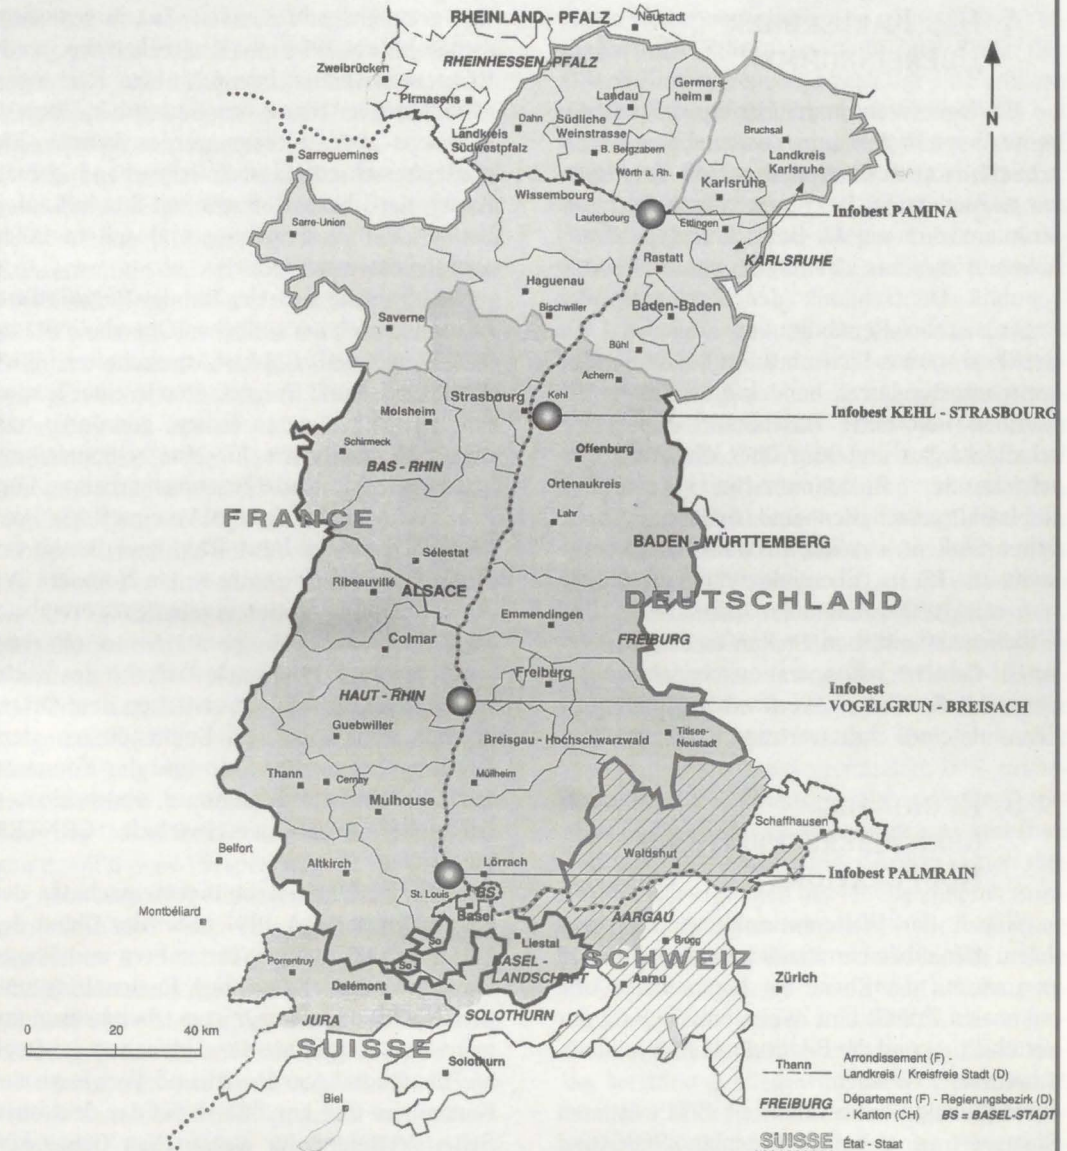 RHEINLAND - PFALZ
Neustadt
RHEINHESSEN-PFALZ
Zweibrücken
Pirmasens
Landau
Germers-
heim
Dahn
Südliche
Weinstrasse
Landkreis
Südwestpfalz
Bruchsal
B. Bergzabern
Landkreis
Karlsruhe
Sarreguemines
Wörth a. Rh.
Karlsruhe
Wissembourg
N
Sarre-Union
Lauterbourg
Ettlingen
Infobest PAMINA
Rastatt
KARLSRUHE
Haguenau
Bischwiller
Baden-Baden
Saverne
Bühl
Achern
Strasbourg
Kehl
Molsheim
Infobest KEHL - STRASBOURG
Schirmeck
BAS - RHIN
Offenburg
Ortenaukreis
FRANCE
Lahr
BADEN - WÜRTTEMBERG
Sélestat
Ribeauvillé
ALSACE
DEUTSCHLAND
Emmendingen
Colmar
FREIBURG
Freiburg
HAUT - RHIN
Infobest
VOGELGRUN - BREISACH
Guebwiller
Breisgau - Hochschwarzwald
Titisee-
Neustadt
Thann
Cernay
Müllheim
Mulhouse
Schaffhausen
Belfort
Altkirch
Lörrach
Waldshut
Infobest PALMRAIN
St. Louis
BS
Basel
Montbéliard
AARGAU
So
Liestal
Brugg
BASEL -
LANDSCHAFT
SCHWEIZ
So
Porrentruy
Delémont
Aarau
Zürich
JURA
SOLOTHURN
0 20 40 km
SUISSE
Solothurn
Biel
Thann
Arrondissement (F) -
Landkreis / Kreisfreie Stadt (D)
FREIBURG
Département (F) - Regierungsbezirk (D)
- Kanton (CH) BS = BASEL-STADT
SUISSE
État - Staat